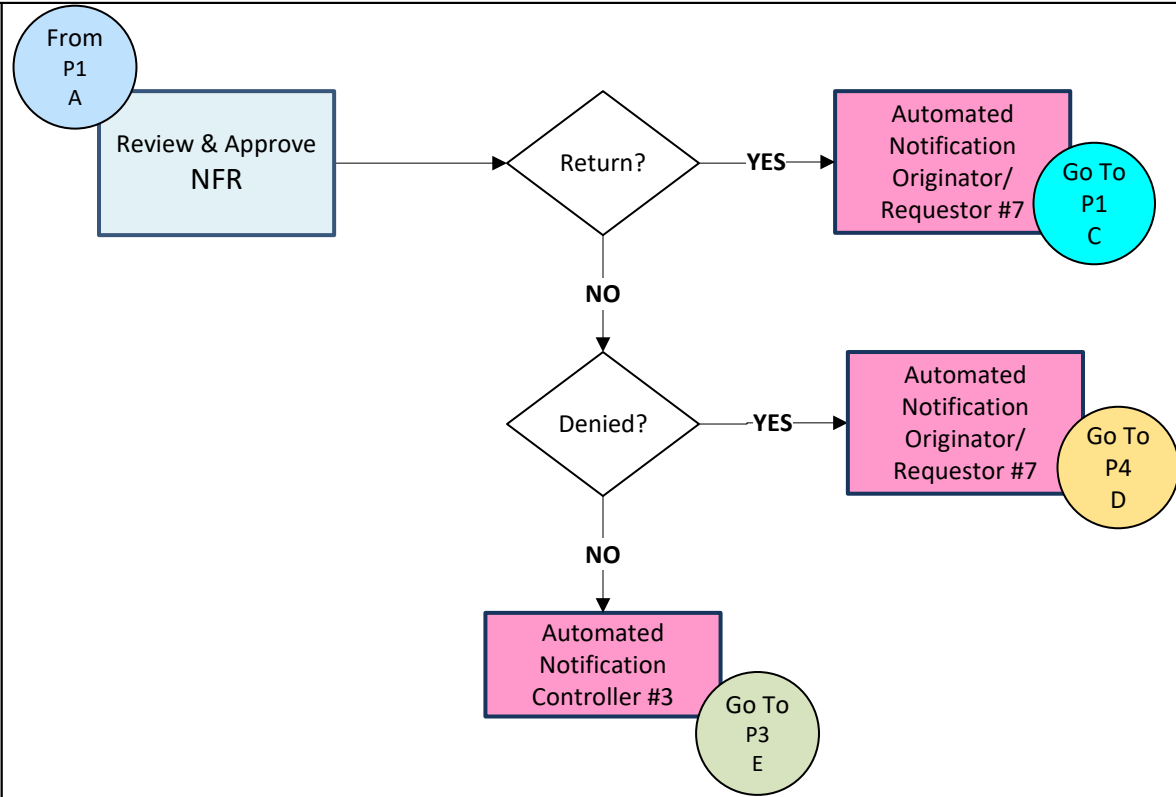 From
P1
A
Review & Approve
NFR
Return?
YES
Automated
Notification
Originator/
Requestor #7
Go To
P1
C
NO
Denied?
YES
Automated
Notification
Originator/
Requestor #7
Go To
P4
D
NO
Automated
Notification
Controller #3
Go To
P3
E